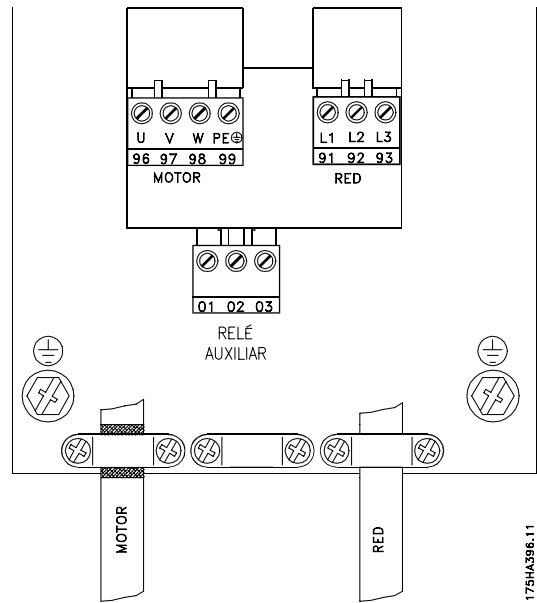 U V W PE
96 97 98 99
MOTOR
L1 L2 L3
91 92 93
RED
01 02 03
RELÉ
AUXILIAR
MOTOR
RED
175HA396.11